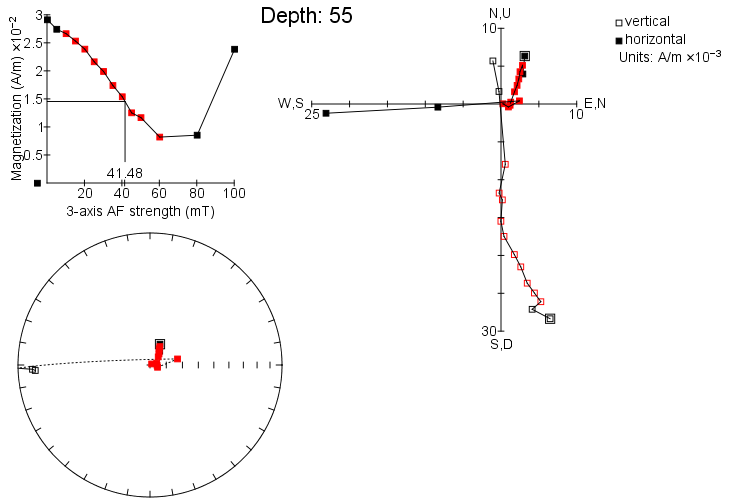 Depth: 55
3
2.5
2
1.5
1
0.5
Magnetization (A/m) ×10⁻²
41.48
20 40 60 80 100
3-axis AF strength (mT)
N,U
10
W,S
25
E,N
10
30
S,D
vertical
horizontal
Units: A/m ×10⁻³